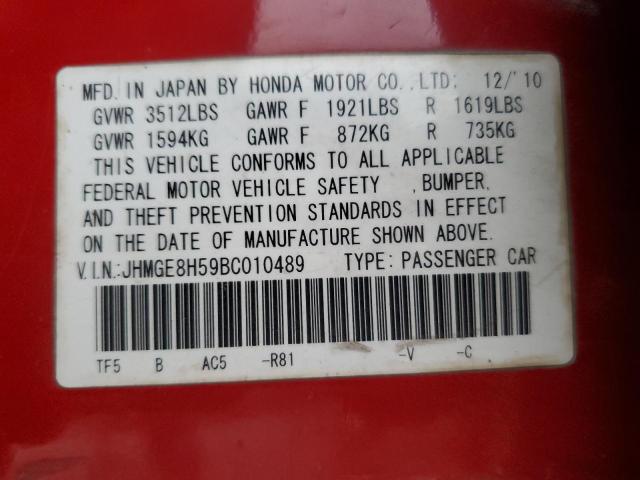 MFD. IN JAPAN BY HONDA MOTOR CO.,LTD: 12/'10
GVWR 3512LBS GAWR F 1921LBS R 1619LBS
GVWR 1594KG GAWR F 872KG R 735KG
THIS VEHICLE CONFORMS TO ALL APPLICABLE
FEDERAL MOTOR VEHICLE SAFETY ,BUMPER,
AND THEFT PREVENTION STANDARDS IN EFFECT
ON THE DATE OF MANUFACTURE SHOWN ABOVE.
V.I.N.:JHMGE8H59BC010489 TYPE: PASSENGER CAR
TF5 B AC5 -R81 -V -C